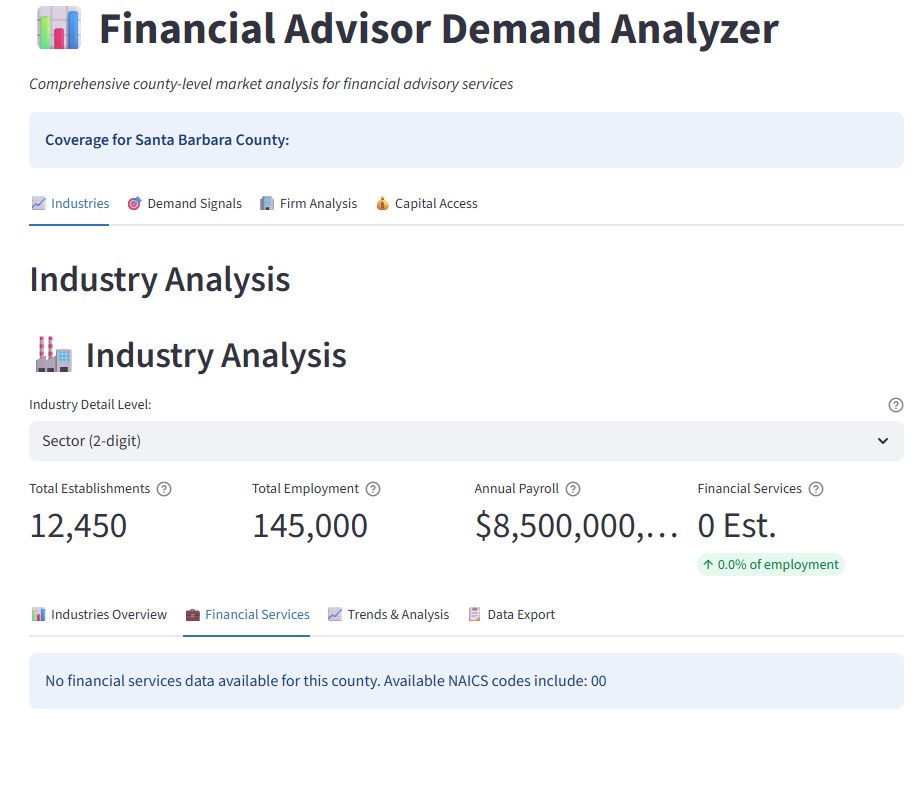 Financial Advisor Demand Analyzer
Comprehensive county-level market analysis for financial advisory services
Coverage for Santa Barbara County:
Industries Demand Signals Firm Analysis Capital Access
Industry Analysis
Industry Analysis
Industry Detail Level: ?
Sector (2-digit)
Total Establishments ? Total Employment ? Annual Payroll ? Financial Services ?
12,450 145,000 $8,500,000,... 0 Est.
↑ 0.0% of employment
Industries Overview Financial Services Trends & Analysis Data Export
No financial services data available for this county. Available NAICS codes include: 00